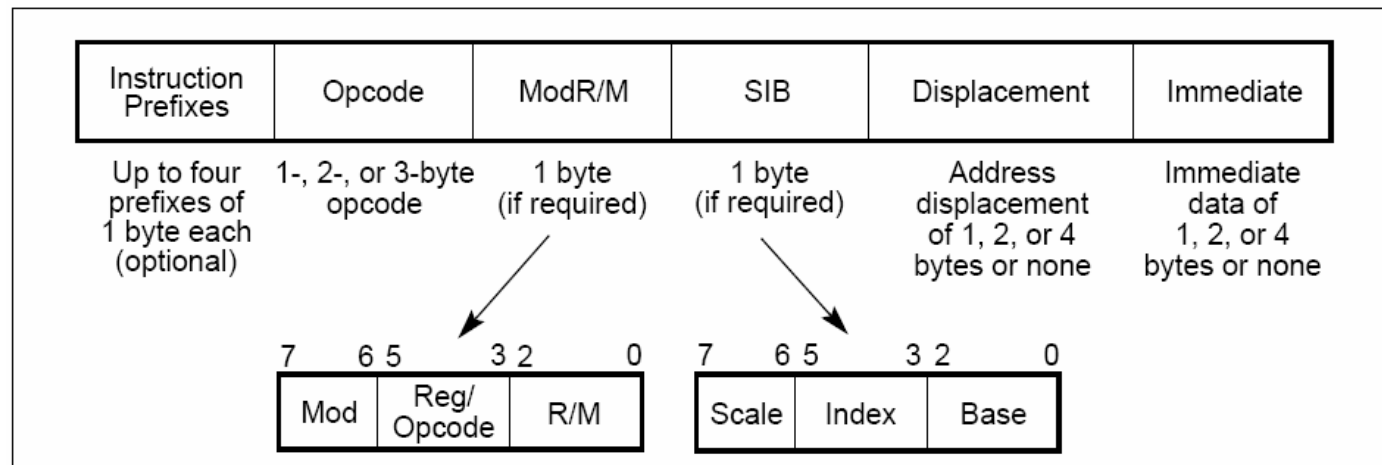 Instruction Prefixes
Opcode
ModR/M
SIB
Displacement
Immediate
Up to four
prefixes of
1 byte each
(optional)
1-, 2-, or 3-byte
opcode
1 byte
(if required)
1 byte
(if required)
Address
displacement
of 1, 2, or 4
bytes or none
Immediate
data of
1, 2, or 4
bytes or none
7 6 5 3 2 0
Mod
Reg/
Opcode
R/M
7 6 5 3 2 0
Scale
Index
Base